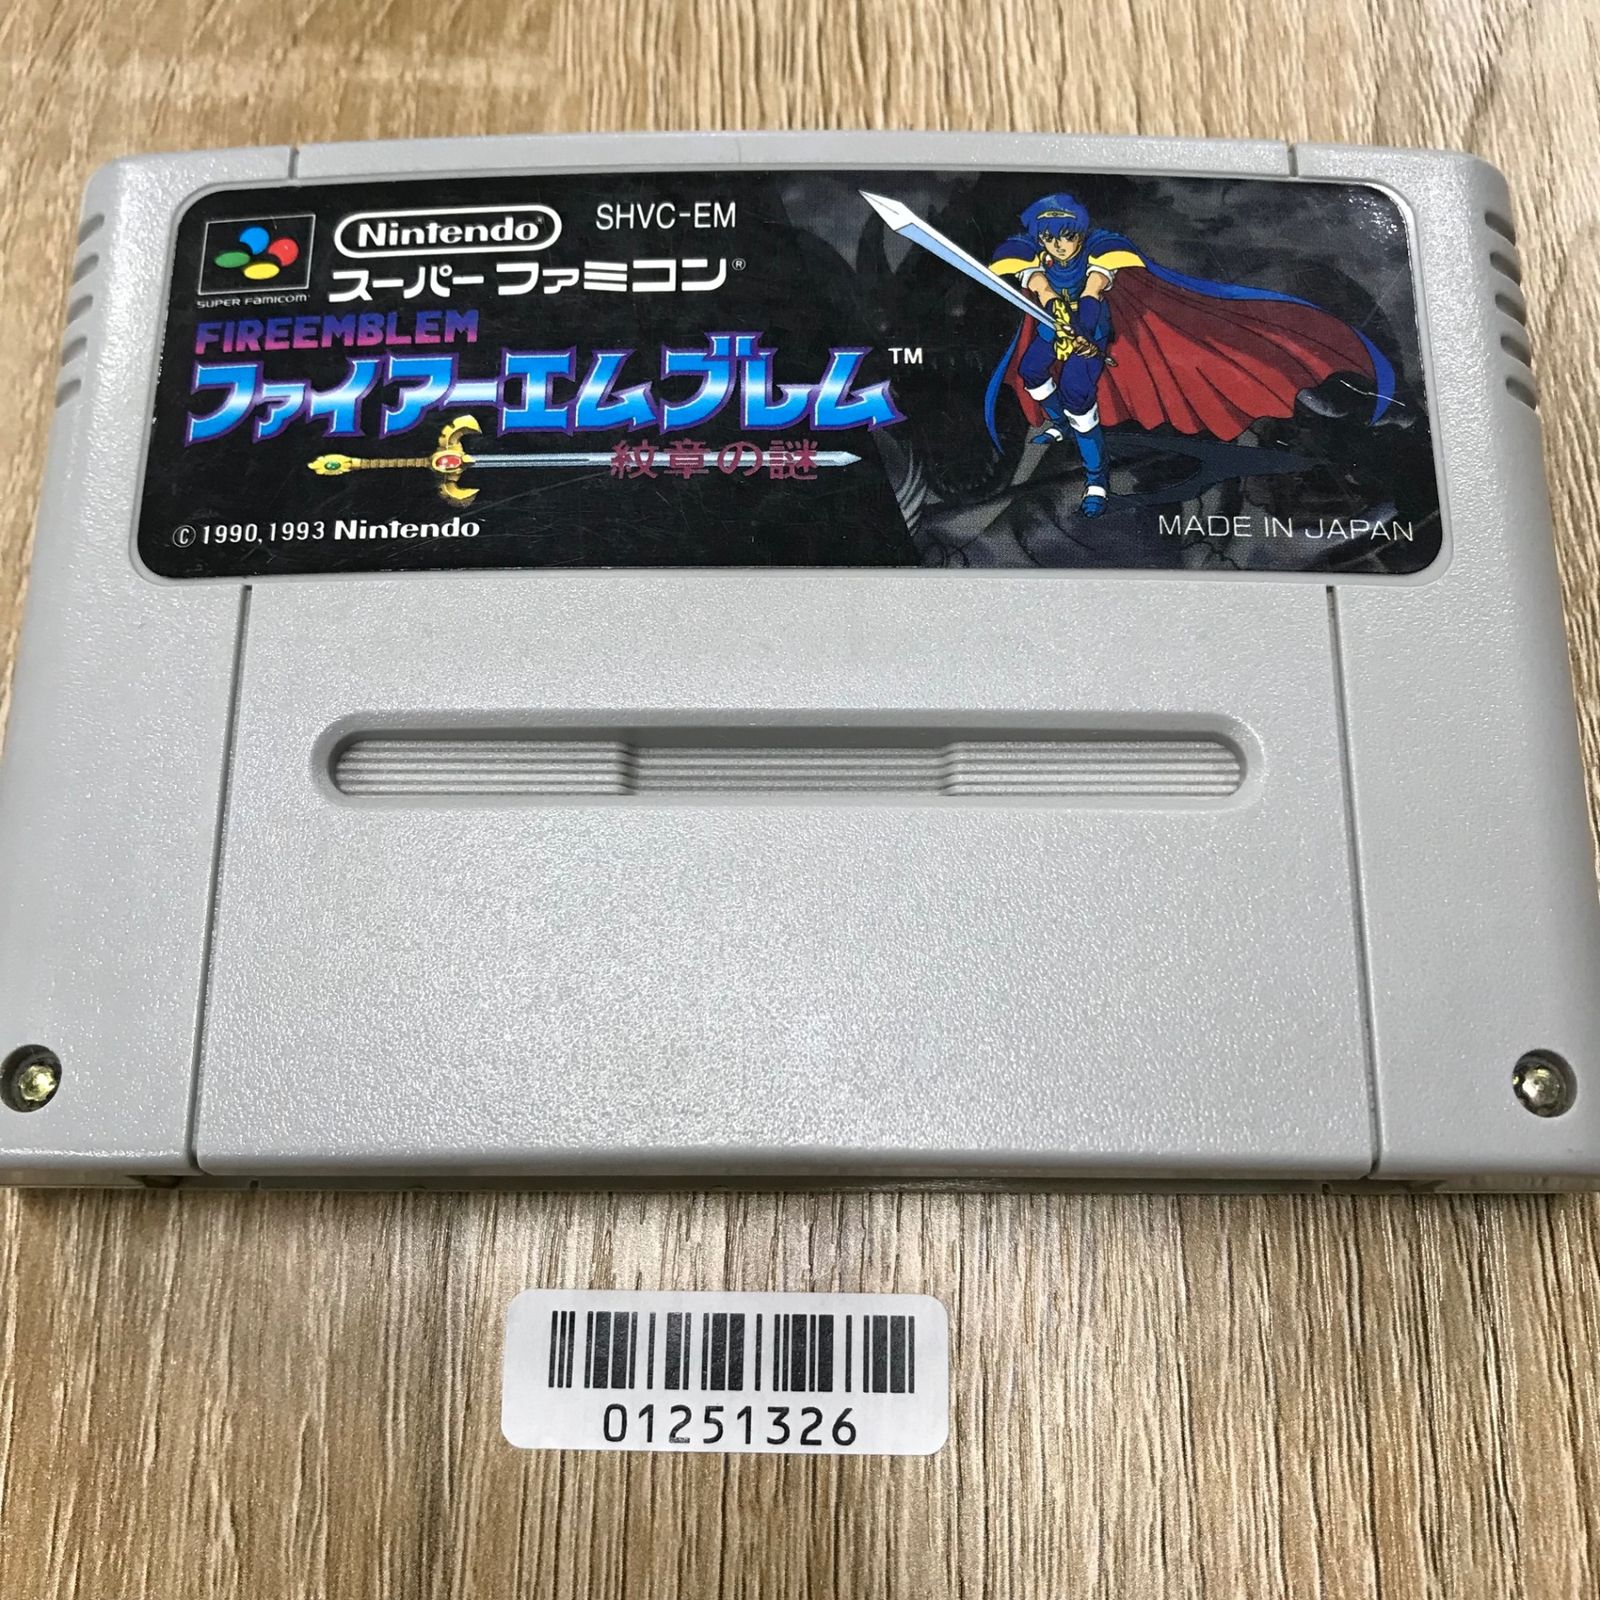 Nintendo® SHVC-EM
スーパーファミコン®
SUPER FAMICOM
FIREEMBLEM
ファイアーエムブレム™
紋章の謎
©1990,1993 Nintendo
MADE IN JAPAN
01251326